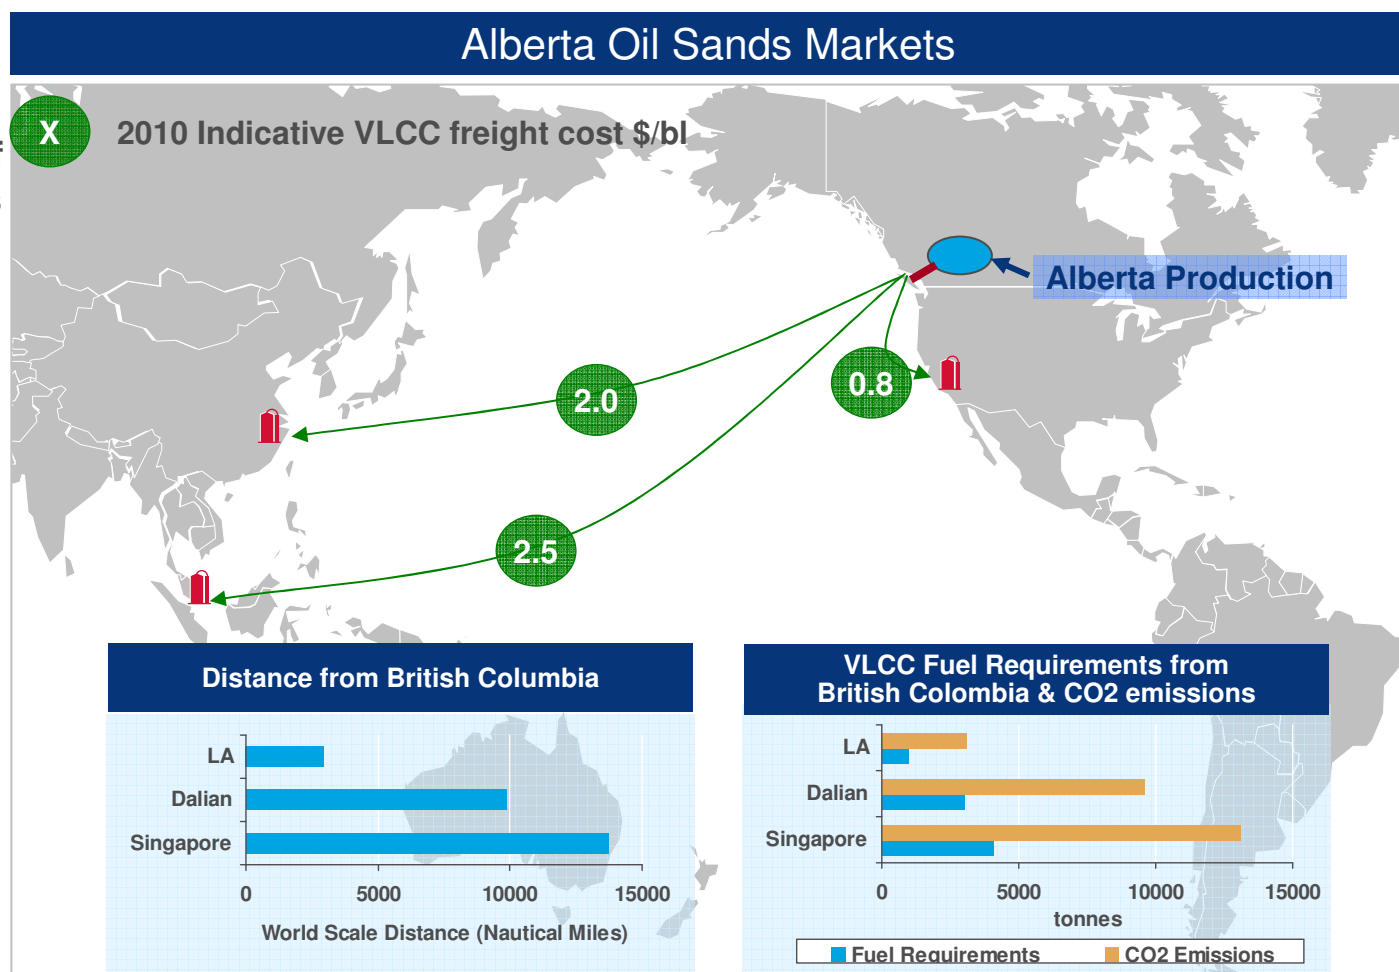 Alberta Oil Sands Markets
X
2010 Indicative VLCC freight cost $/bl
Alberta Production
2.0
0.8
2.5
Distance from British Columbia
LA
Dalian
Singapore
0 5000 10000 15000
World Scale Distance (Nautical Miles)
VLCC Fuel Requirements from
British Colombia & CO2 emissions
LA
Dalian
Singapore
0 5000 10000 15000
tonnes
Fuel Requirements CO2 Emissions